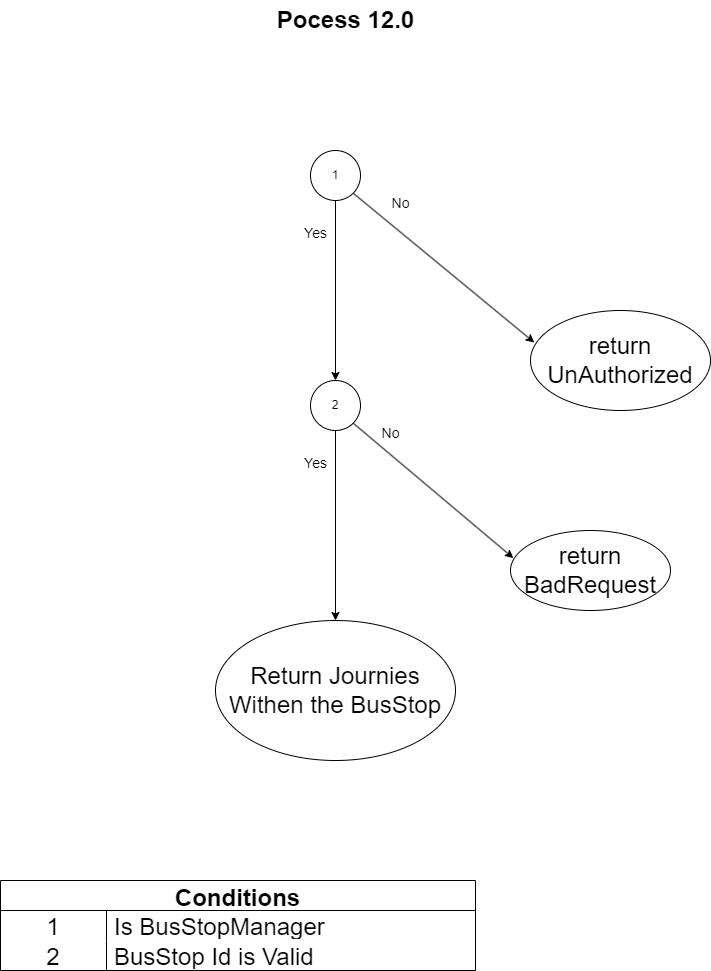 Pocess 12.0
1
No
Yes
return
UnAuthorized
2
No
Yes
return
BadRequest
Return Journies
Withen the BusStop
Conditions
1 Is BusStopManager
2 BusStop Id is Valid